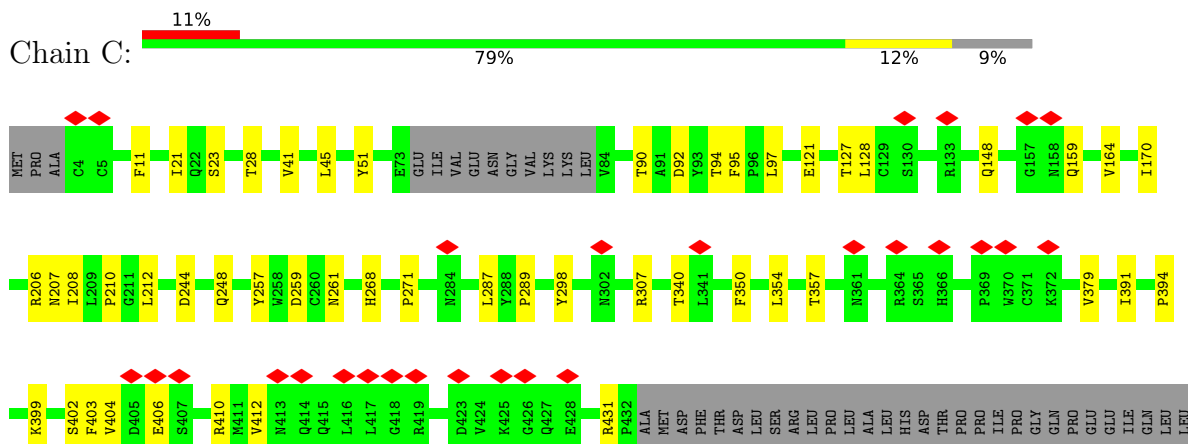 11%
Chain C:
79% 12% 9%
MET PRO ALA C4 C5 F11 I21 Q22 S23 T28 V41 L45 Y51 E73 GLU ILE VAL GLU ASN GLY VAL LYS LYS LEU V84 T90 A91 D92 Y93 T94 F95 P96 L97 E121 T127 L128 C129 S130 R133 Q148 G157 N158 Q159 V164 I170
R206 N207 I208 L209 P210 G211 L212 D244 Q248 Y257 W258 D259 C260 N261 H268 P271 N284 L287 Y288 P289 Y298 N302 R307 T340 L341 F350 L354 T357 N361 R364 S365 H366 P369 W370 C371 K372 V379 I391 P394
K399 S402 F403 V404 D405 E406 S407 R410 M411 V412 N413 Q414 Q415 L416 L417 G418 R419 D423 V424 K425 G426 Q427 E428 R431 P432 ALA MET ASP PHE THR ASP LEU SER ARG LEU PRO LEU ALA LEU HIS ASP THR PRO PRO ILE PRO GLY GLN PRO GLU GLU ILE ILE GLN LEU LEU